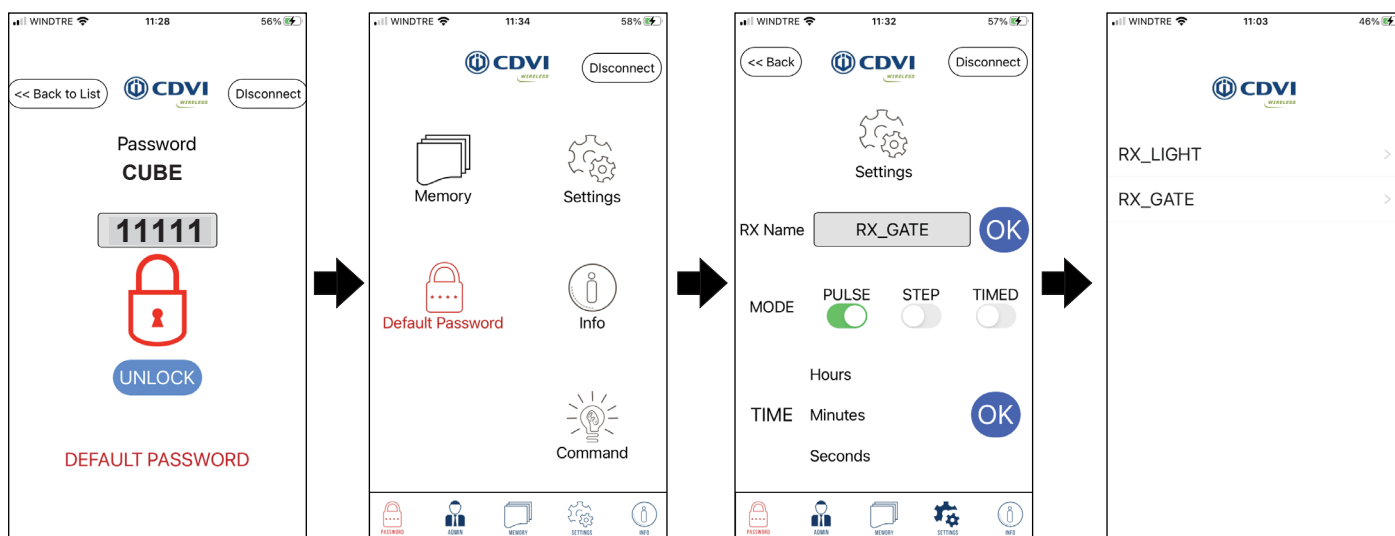 WINDTRE 11:28 56%
<< Back to List
CDVI
WIRELESS
DIsconnect
Password
CUBE
11111
UNLOCK
DEFAULT PASSWORD
WINDTRE 11:34 58%
CDVI
WIRELESS
DIsconnect
Memory
Settings
Default Password
Info
Command
PASSWORD ADMIN MEMORY SETTINGS INFO
WINDTRE 11:32 57%
<< Back
CDVI
WIRELESS
Disconnect
Settings
RX Name RX_GATE OK
PULSE STEP TIMED
MODE
Hours
TIME Minutes OK
Seconds
PASSWORD ADMIN MEMORY SETTINGS INFO
WINDTRE 11:03 46%
CDVI
WIRELESS
RX_LIGHT >
RX_GATE >